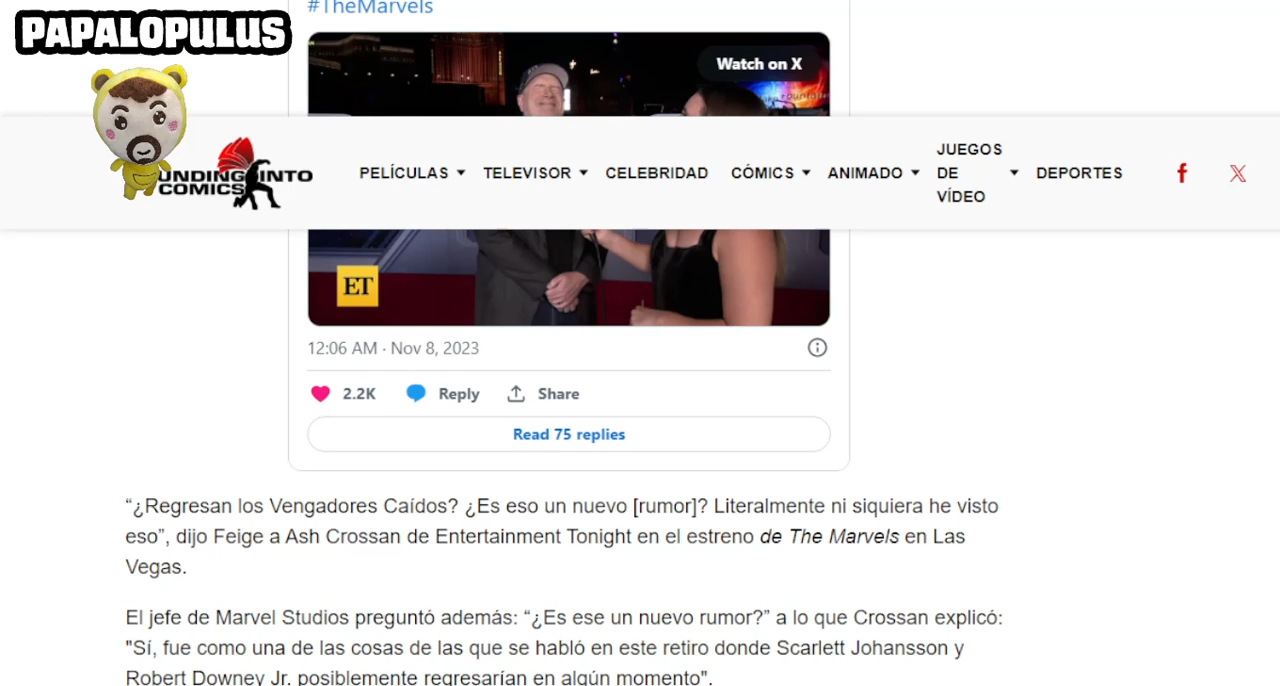 #TheMarvels
PAPALOPULUS
Watch on X
UNDING INTO
COMICS
PELÍCULAS
TELEVISOR
CELEBRIDAD
CÓMICS
ANIMADO
JUEGOS
DE
VÍDEO
DEPORTES
ET
12:06 AM · Nov 8, 2023
2.2K Reply Share
Read 75 replies
“¿Regresan los Vengadores Caídos? ¿Es eso un nuevo [rumor]? Literalmente ni siquiera he visto
eso”, dijo Feige a Ash Crossan de Entertainment Tonight en el estreno de The Marvels en Las
Vegas.
El jefe de Marvel Studios preguntó además: “¿Es ese un nuevo rumor?” a lo que Crossan explicó:
"Sí, fue como una de las cosas de las que se habló en este retiro donde Scarlett Johansson y
Robert Downey Jr. posiblemente regresarían en algún momento".